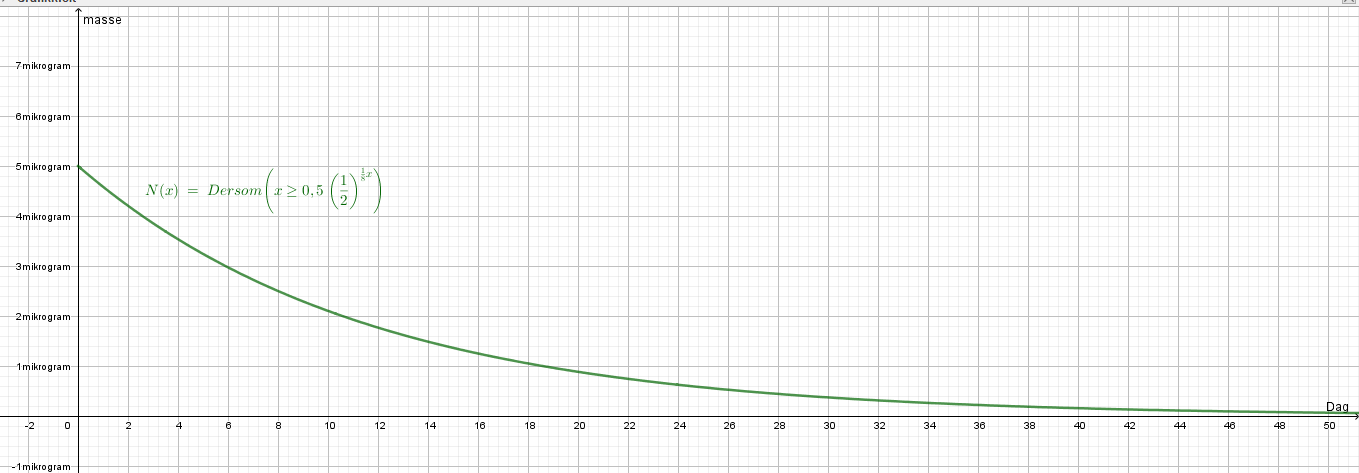 Grafikkfelt
masse
7mikrogram
6mikrogram
5mikrogram
N(x) = Dersom(x ≥ 0, 5 (1/2)^(1/8 x))
4mikrogram
3mikrogram
2mikrogram
1mikrogram
Dag
-2 0 2 4 6 8 10 12 14 16 18 20 22 24 26 28 30 32 34 36 38 40 42 44 46 48 50
-1mikrogram